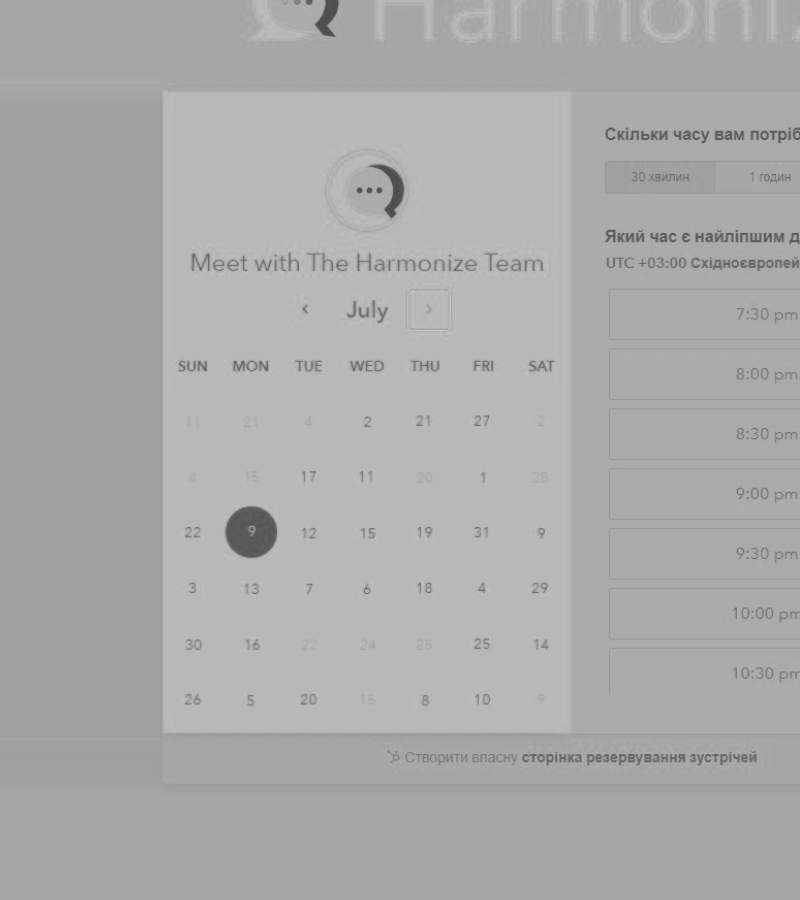 Harmoniz
Meet with The Harmonize Team
July
SUN MON TUE WED THU FRI SAT
11 21 4 2 21 27 2
4 15 17 11 20 1 28
22 9 12 15 19 31 9
3 13 7 6 18 4 29
30 16 22 24 25 25 14
26 5 20 15 8 10 9
Скільки часу вам потріб
30 хвилин 1 годин
Який час є найліпшим д
UTC +03:00 Східноєвропей
7:30 pm
8:00 pm
8:30 pm
9:00 pm
9:30 pm
10:00 pm
10:30 pm
Створити власну сторінка резервування зустрічей